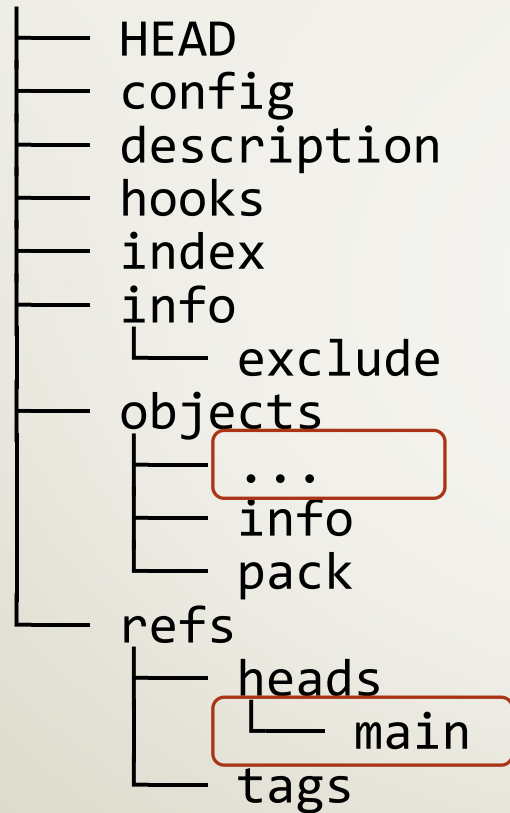 HEAD
config
description
hooks
index
info
exclude
objects
...
info
pack
refs
heads
main
tags